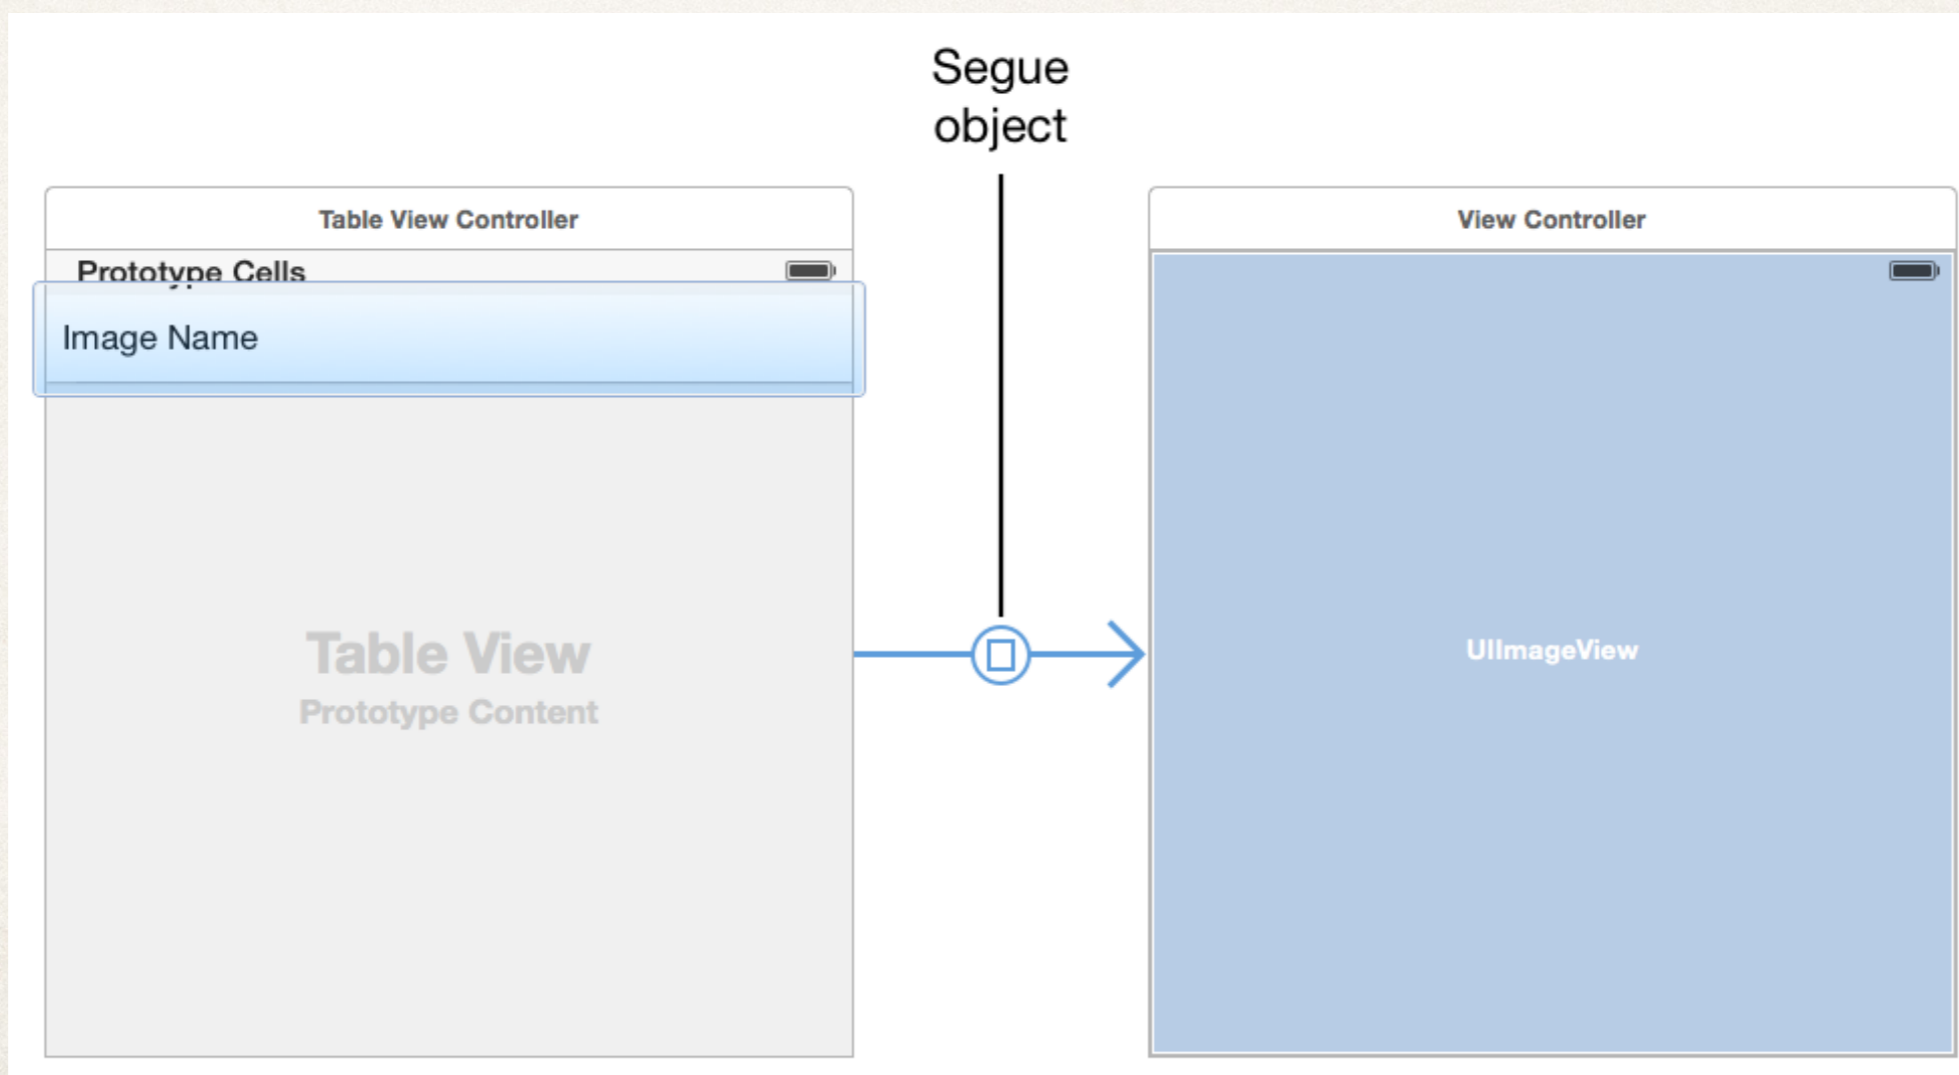 Segue
object
Table View Controller
View Controller
Prototype Cells
Image Name
Table View
Prototype Content
UIImageView